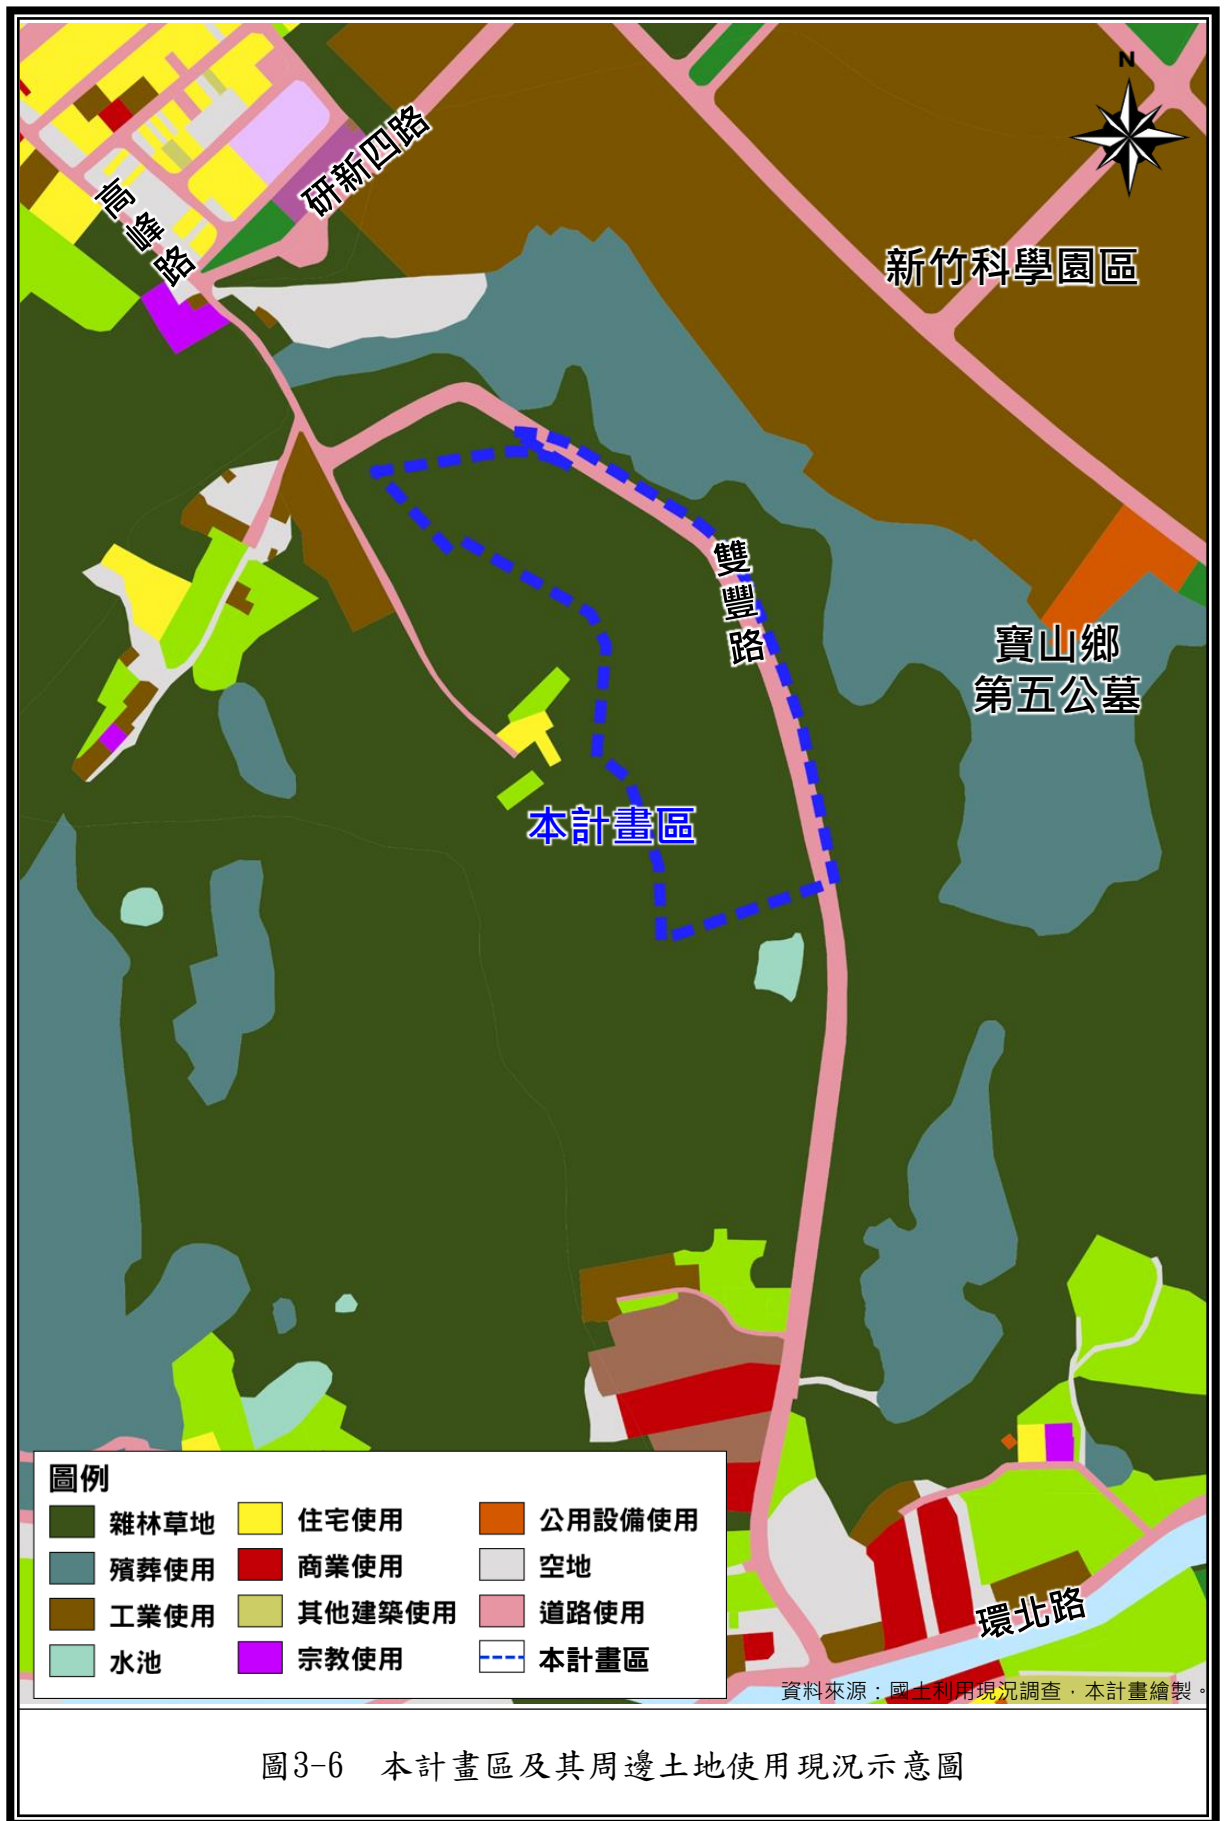 N
研新四路
高峰路
新竹科學園區
雙豐路
寶山鄉
第五公墓
本計畫區
圖例
雜林草地
住宅使用
公用設備使用
殯葬使用
商業使用
空地
工業使用
其他建築使用
道路使用
水池
宗教使用
本計畫區
環北路
資料來源：國土利用現況調查，本計畫繪製。
圖3-6 本計畫區及其周邊土地使用現況示意圖